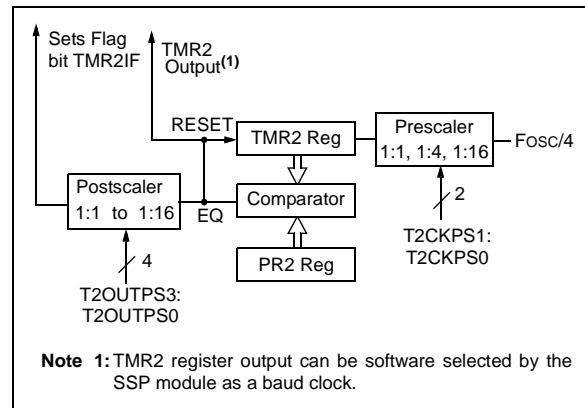 Sets Flag
bit TMR2IF
TMR2
Output(1)
RESET
TMR2 Reg
Prescaler
1:1, 1:4, 1:16
FOSC/4
Postscaler
1:1 to 1:16
EQ
Comparator
2
T2CKPS1:
T2CKPS0
4
PR2 Reg
T2OUTPS3:
T2OUTPS0
Note 1: TMR2 register output can be software selected by the
SSP module as a baud clock.